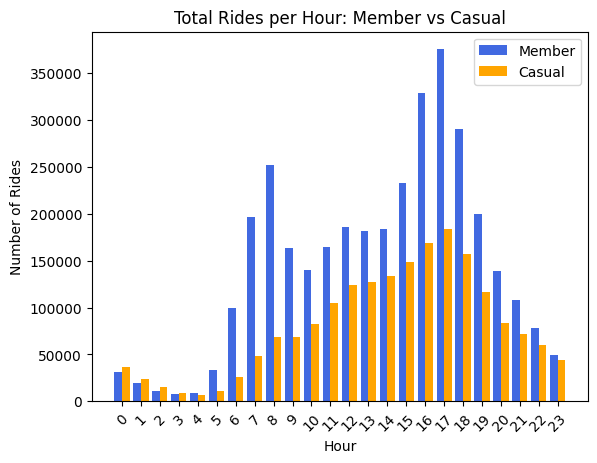 Total Rides per Hour: Member vs Casual
Member
Casual
Number of Rides
350000
300000
250000
200000
150000
100000
50000
0
0 1 2 3 4 5 6 7 8 9 10 11 12 13 14 15 16 17 18 19 20 21 22 23
Hour